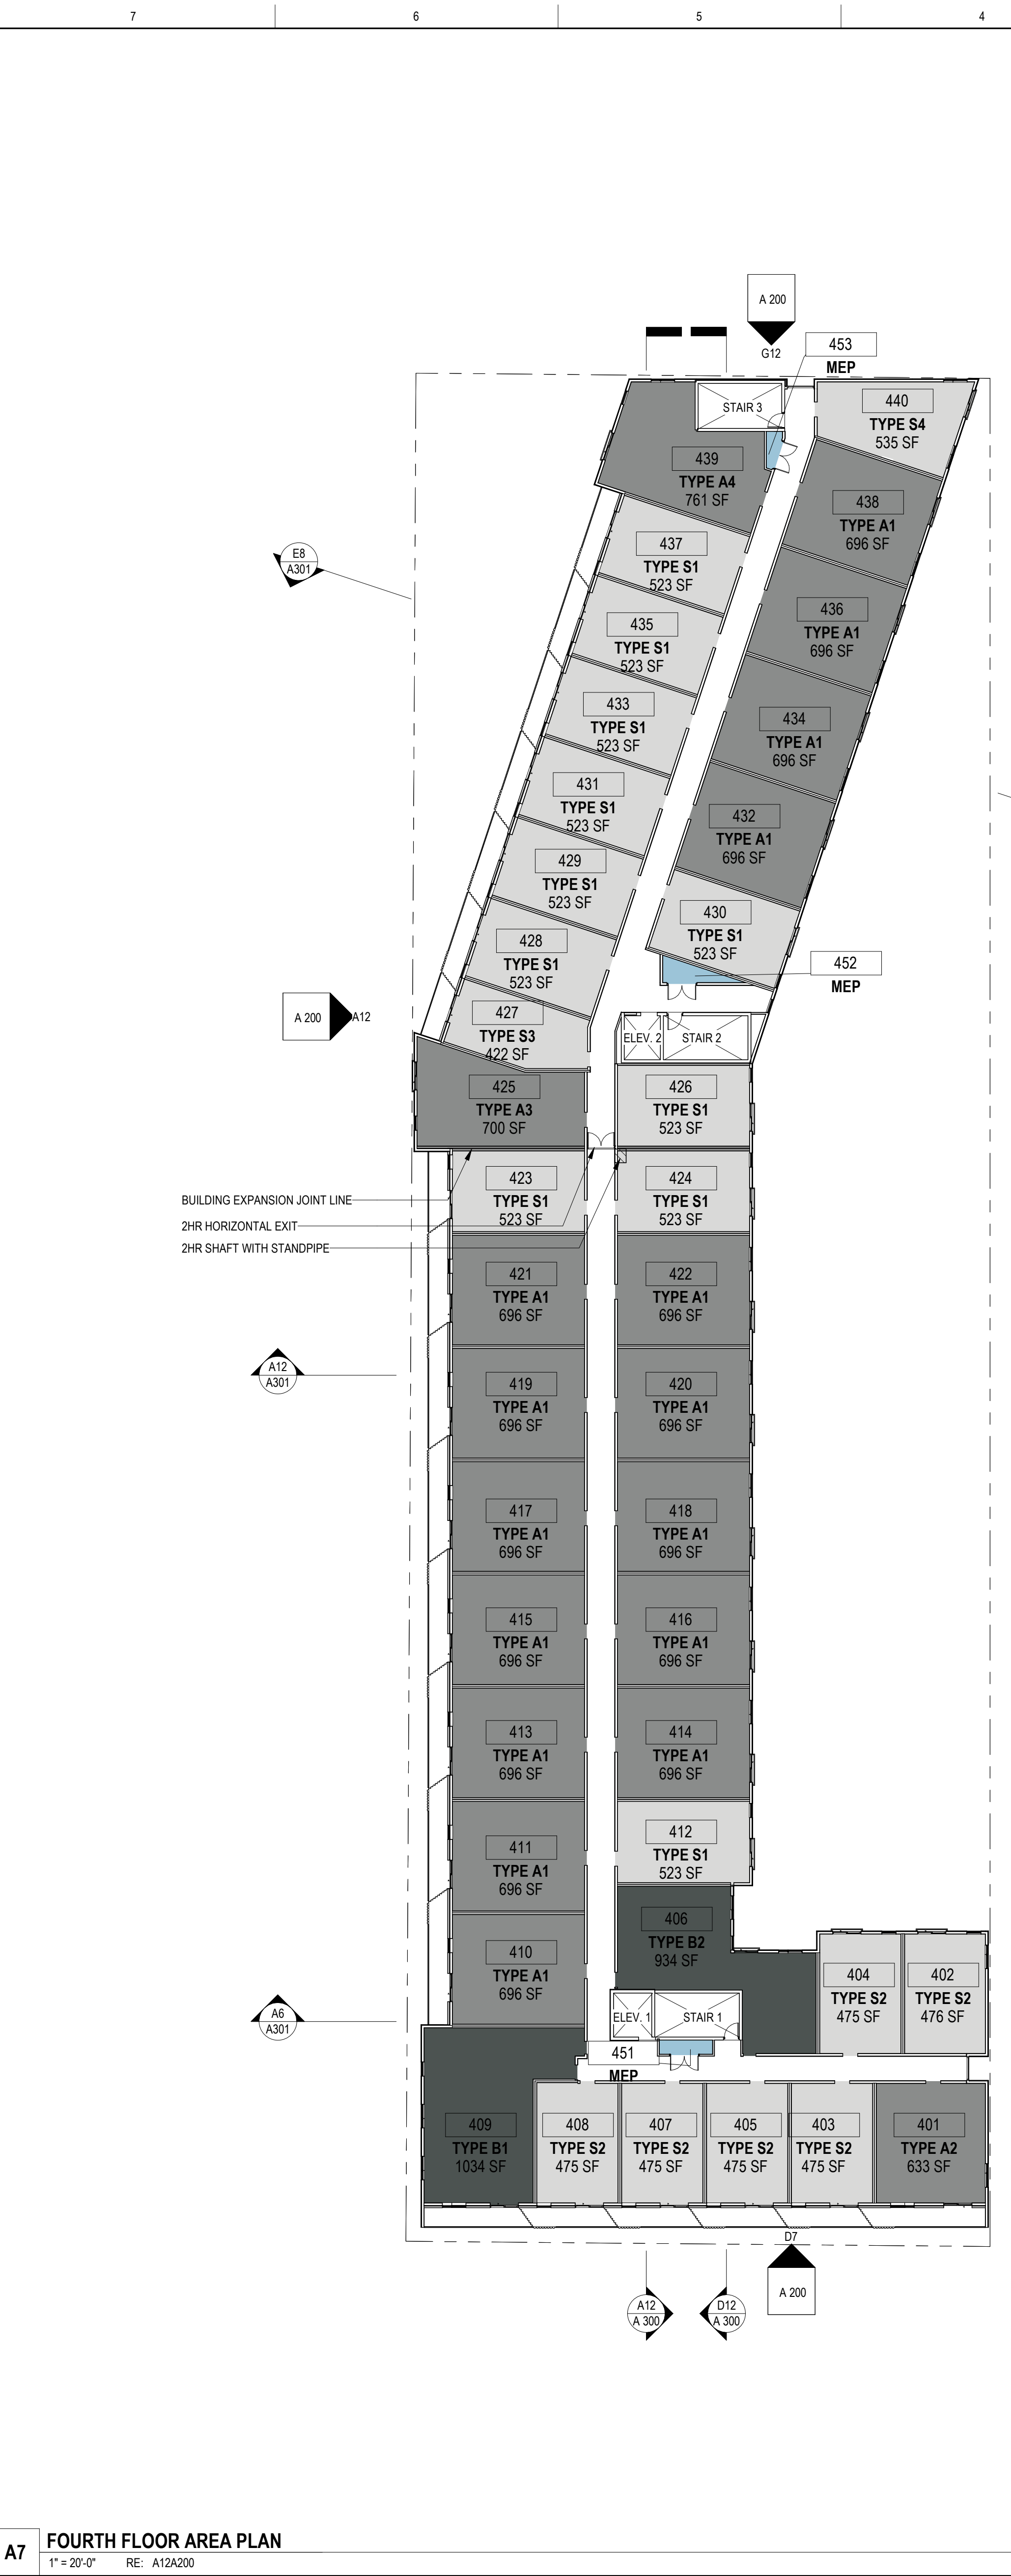 7
6
5
4
A 200
G12
453
MEP
STAIR 3
440
TYPE S4
535 SF
439
TYPE A4
761 SF
438
TYPE A1
696 SF
E8
A301
437
TYPE S1
523 SF
436
TYPE A1
696 SF
435
TYPE S1
523 SF
434
TYPE A1
696 SF
433
TYPE S1
523 SF
432
TYPE A1
696 SF
431
TYPE S1
523 SF
429
TYPE S1
523 SF
430
TYPE S1
523 SF
428
TYPE S1
523 SF
452
MEP
A 200
A12
427
TYPE S3
422 SF
ELEV. 2
STAIR 2
425
TYPE A3
700 SF
426
TYPE S1
523 SF
BUILDING EXPANSION JOINT LINE
2HR HORIZONTAL EXIT
2HR SHAFT WITH STANDPIPE
423
TYPE S1
523 SF
424
TYPE S1
523 SF
421
TYPE A1
696 SF
422
TYPE A1
696 SF
A12
A301
419
TYPE A1
696 SF
420
TYPE A1
696 SF
417
TYPE A1
696 SF
418
TYPE A1
696 SF
415
TYPE A1
696 SF
416
TYPE A1
696 SF
413
TYPE A1
696 SF
414
TYPE A1
696 SF
411
TYPE A1
696 SF
412
TYPE S1
523 SF
410
TYPE A1
696 SF
406
TYPE B2
934 SF
404
TYPE S2
475 SF
402
TYPE S2
476 SF
A6
A301
ELEV. 1
STAIR 1
451
MEP
409
TYPE B1
1034 SF
408
TYPE S2
475 SF
407
TYPE S2
475 SF
405
TYPE S2
475 SF
403
TYPE S2
475 SF
401
TYPE A2
633 SF
D7
A 200
A12
A 300
D12
A 300
A7
FOURTH FLOOR AREA PLAN
1" = 20'-0" RE: A12A200